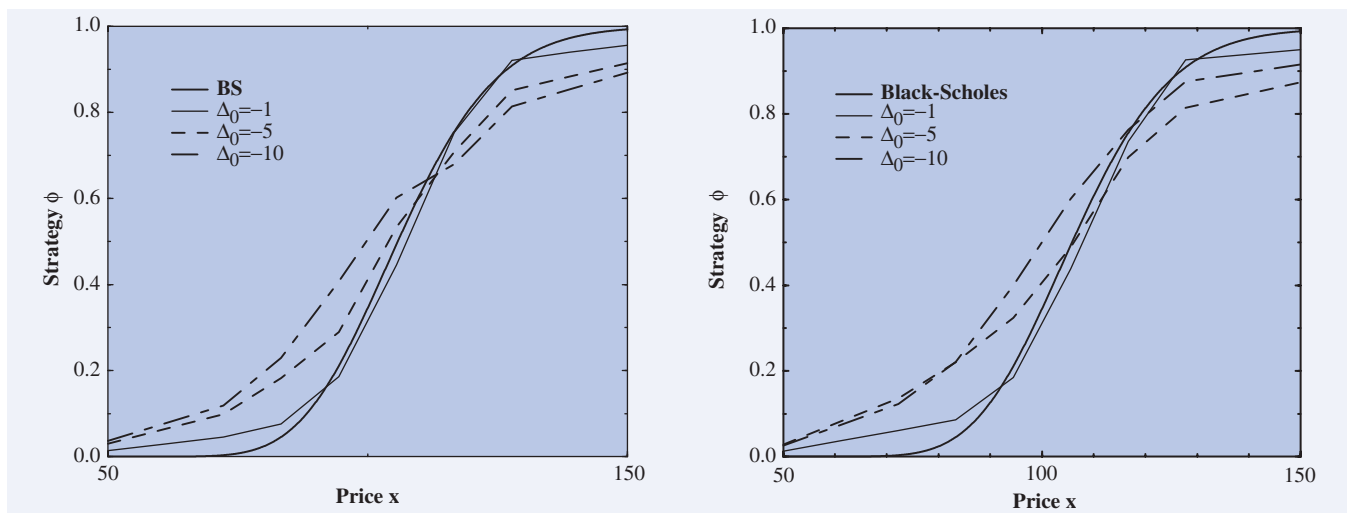 1.0
0.8
0.6
0.4
0.2
0.0
Strategy ϕ
BS
Δ0=−1
Δ0=−5
Δ0=−10
50
150
Price x
1.0
0.8
0.6
0.4
0.2
0.0
Strategy ϕ
Black-Scholes
Δ0=−1
Δ0=−5
Δ0=−10
50
100
150
Price x